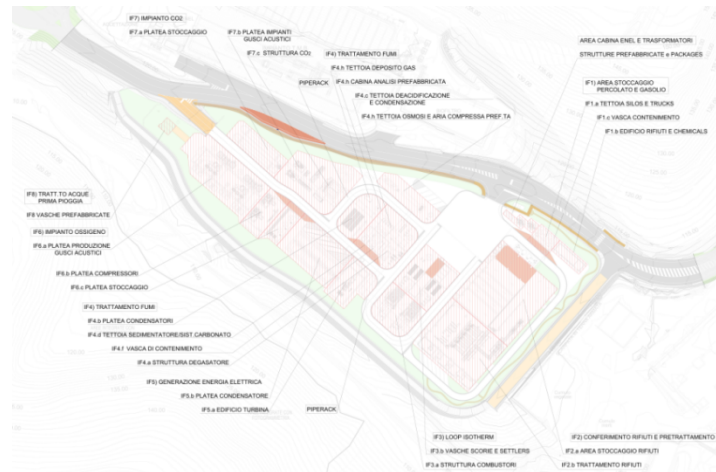 IF7) IMPIANTO CO2
IF7.a PLATEA STOCCAGGIO
IF7.b PLATEA IMPIANTI
GUSCI ACUSTICI
IF7.c STRUTTURA CO2
IF4) TRATTAMENTO FUMI
IF4.h TETTOIA DEPOSITO GAS
PIPERACK
IF4.h CABINA ANALISI PREFABBRICATA
IF4.c TETTOIA DEACIDIFICAZIONE
E CONDENSAZIONE
IF4.h TETTOIA OSMOSI E ARIA COMPRESSA PREF.TA
AREA CABINA ENEL E TRASFORMATORI
STRUTTURE PREFABBRICATE e PACKAGES
IF1) AREA STOCCAGGIO
PERCOLATO E GASOLIO
IF1.a TETTOIA SILOS E TRUCKS
IF1.c VASCA CONTENIMENTO
IF1.b EDIFICIO RIFIUTI E CHEMICALS
IF8) TRATT.TO ACQUE
PRIMA PIOGGIA
IF8 VASCHE PREFABBRICATE
IF6) IMPIANTO OSSIGENO
IF6.a PLATEA PRODUZIONE
GUSCI ACUSTICI
IF6.b PLATEA COMPRESSORI
IF6.c PLATEA STOCCAGGIO
IF4) TRATTAMENTO FUMI
IF4.b PLATEA CONDENSATORI
IF4.d TETTOIA SEDIMENTATORE/SIST.CARBONATO
IF4.f VASCA DI CONTENIMENTO
IF4.a STRUTTURA DEGASATORE
IF5) GENERAZIONE ENERGIA ELETTRICA
IF5.b PLATEA CONDENSATORE
IF5.a EDIFICIO TURBINA
PIPERACK
IF3) LOOP ISOTHERM
IF3.b VASCHE SCORIE E SETTLERS
IF3.a STRUTTURA COMBUSTORI
IF2) CONFERIMENTO RIFIUTI E PRETRATTAMENTO
IF2.a AREA STOCCAGGIO RIFIUTI
IF2.b TRATTAMENTO RIFIUTI